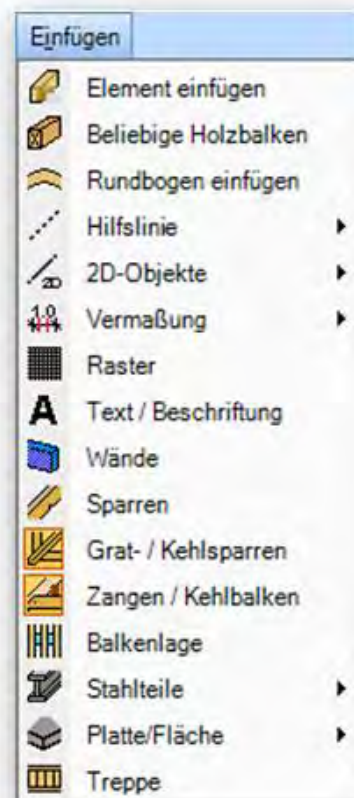 Einfügen
Element einfügen
Beliebige Holzbalken
Rundbogen einfügen
Hilfslinie
2D-Objekte
Vermaßung
Raster
Text / Beschriftung
Wände
Sparren
Grat- / Kehlsparren
Zangen / Kehlbalken
Balkenlage
Stahlteile
Platte/Fläche
Treppe